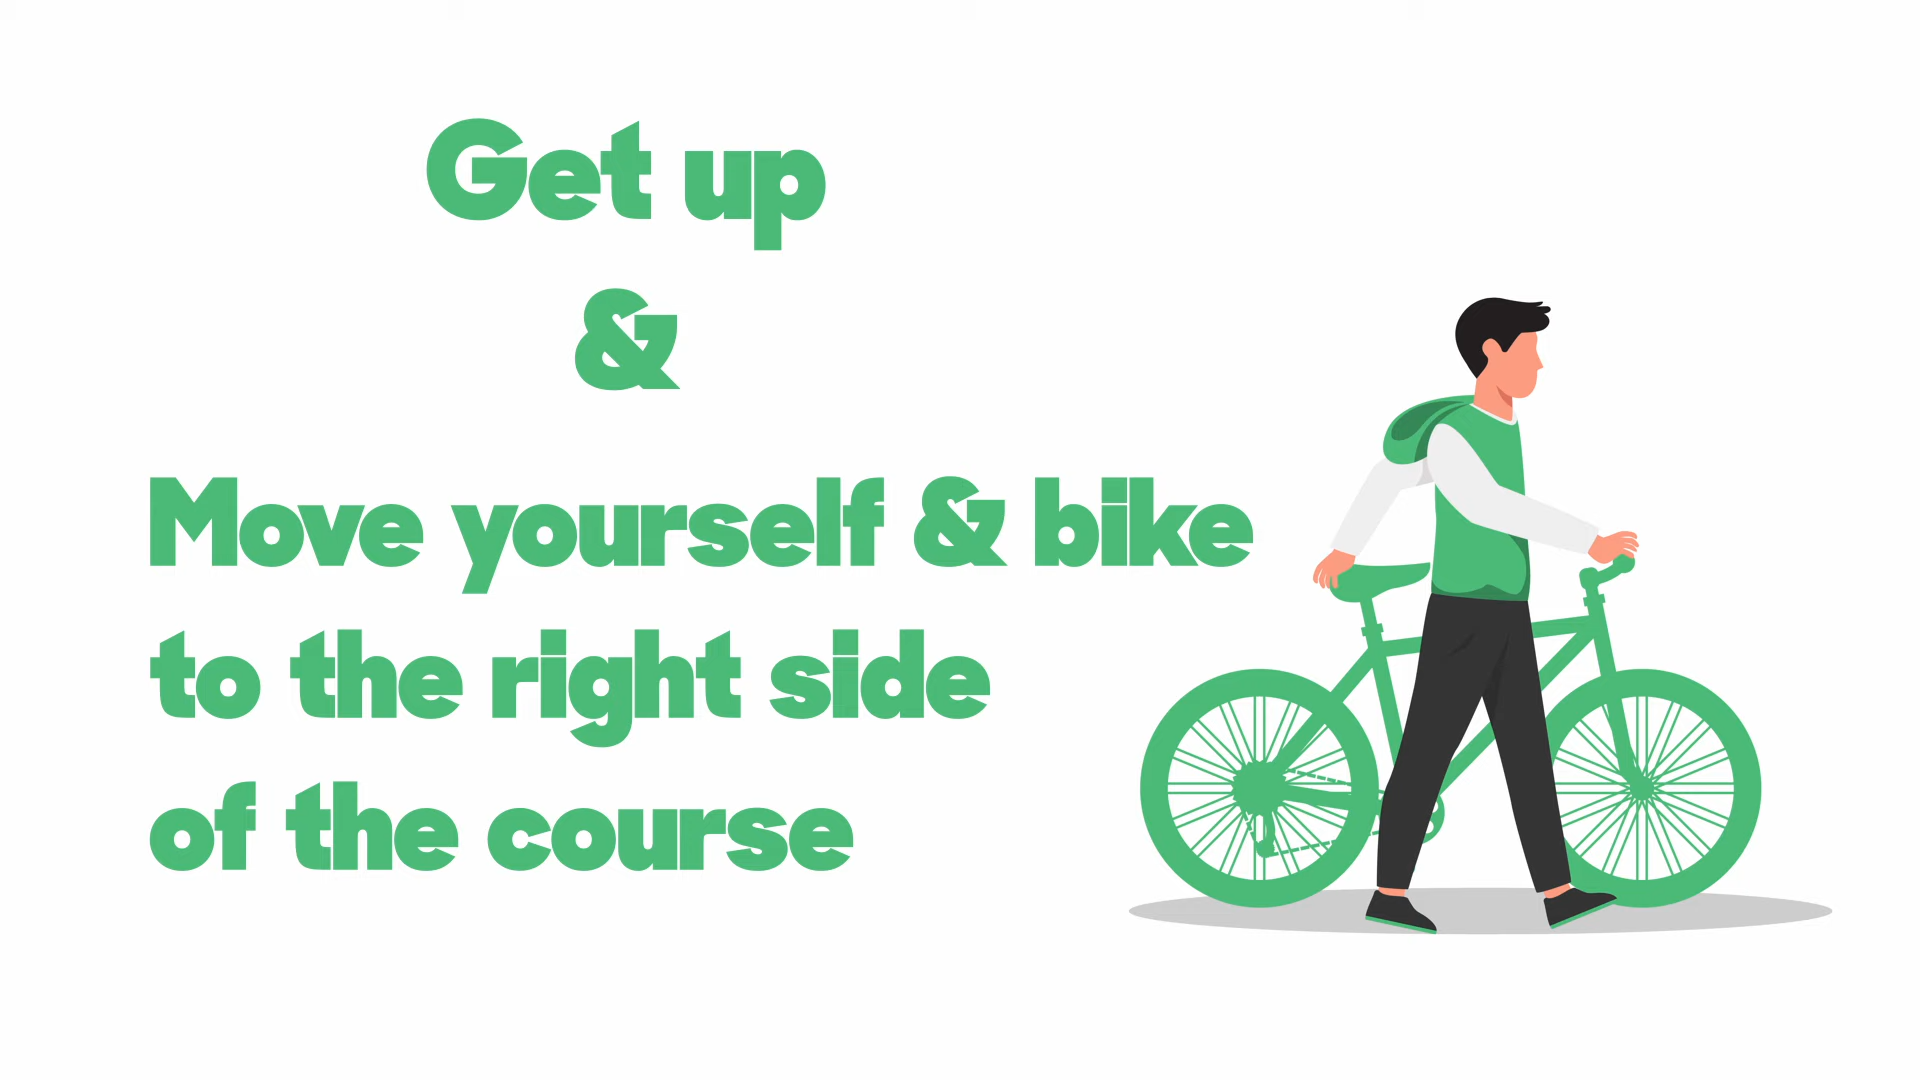 Get up
&
Move yourself & bike
to the right side
of the course